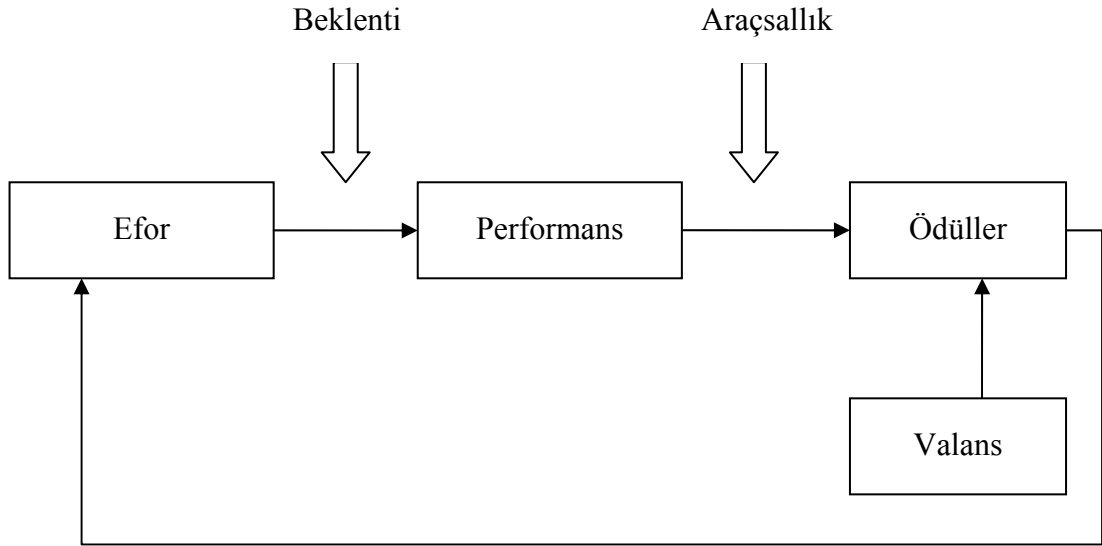 Beklenti
Araçsallık
Efor
Performans
Ödüller
Valans